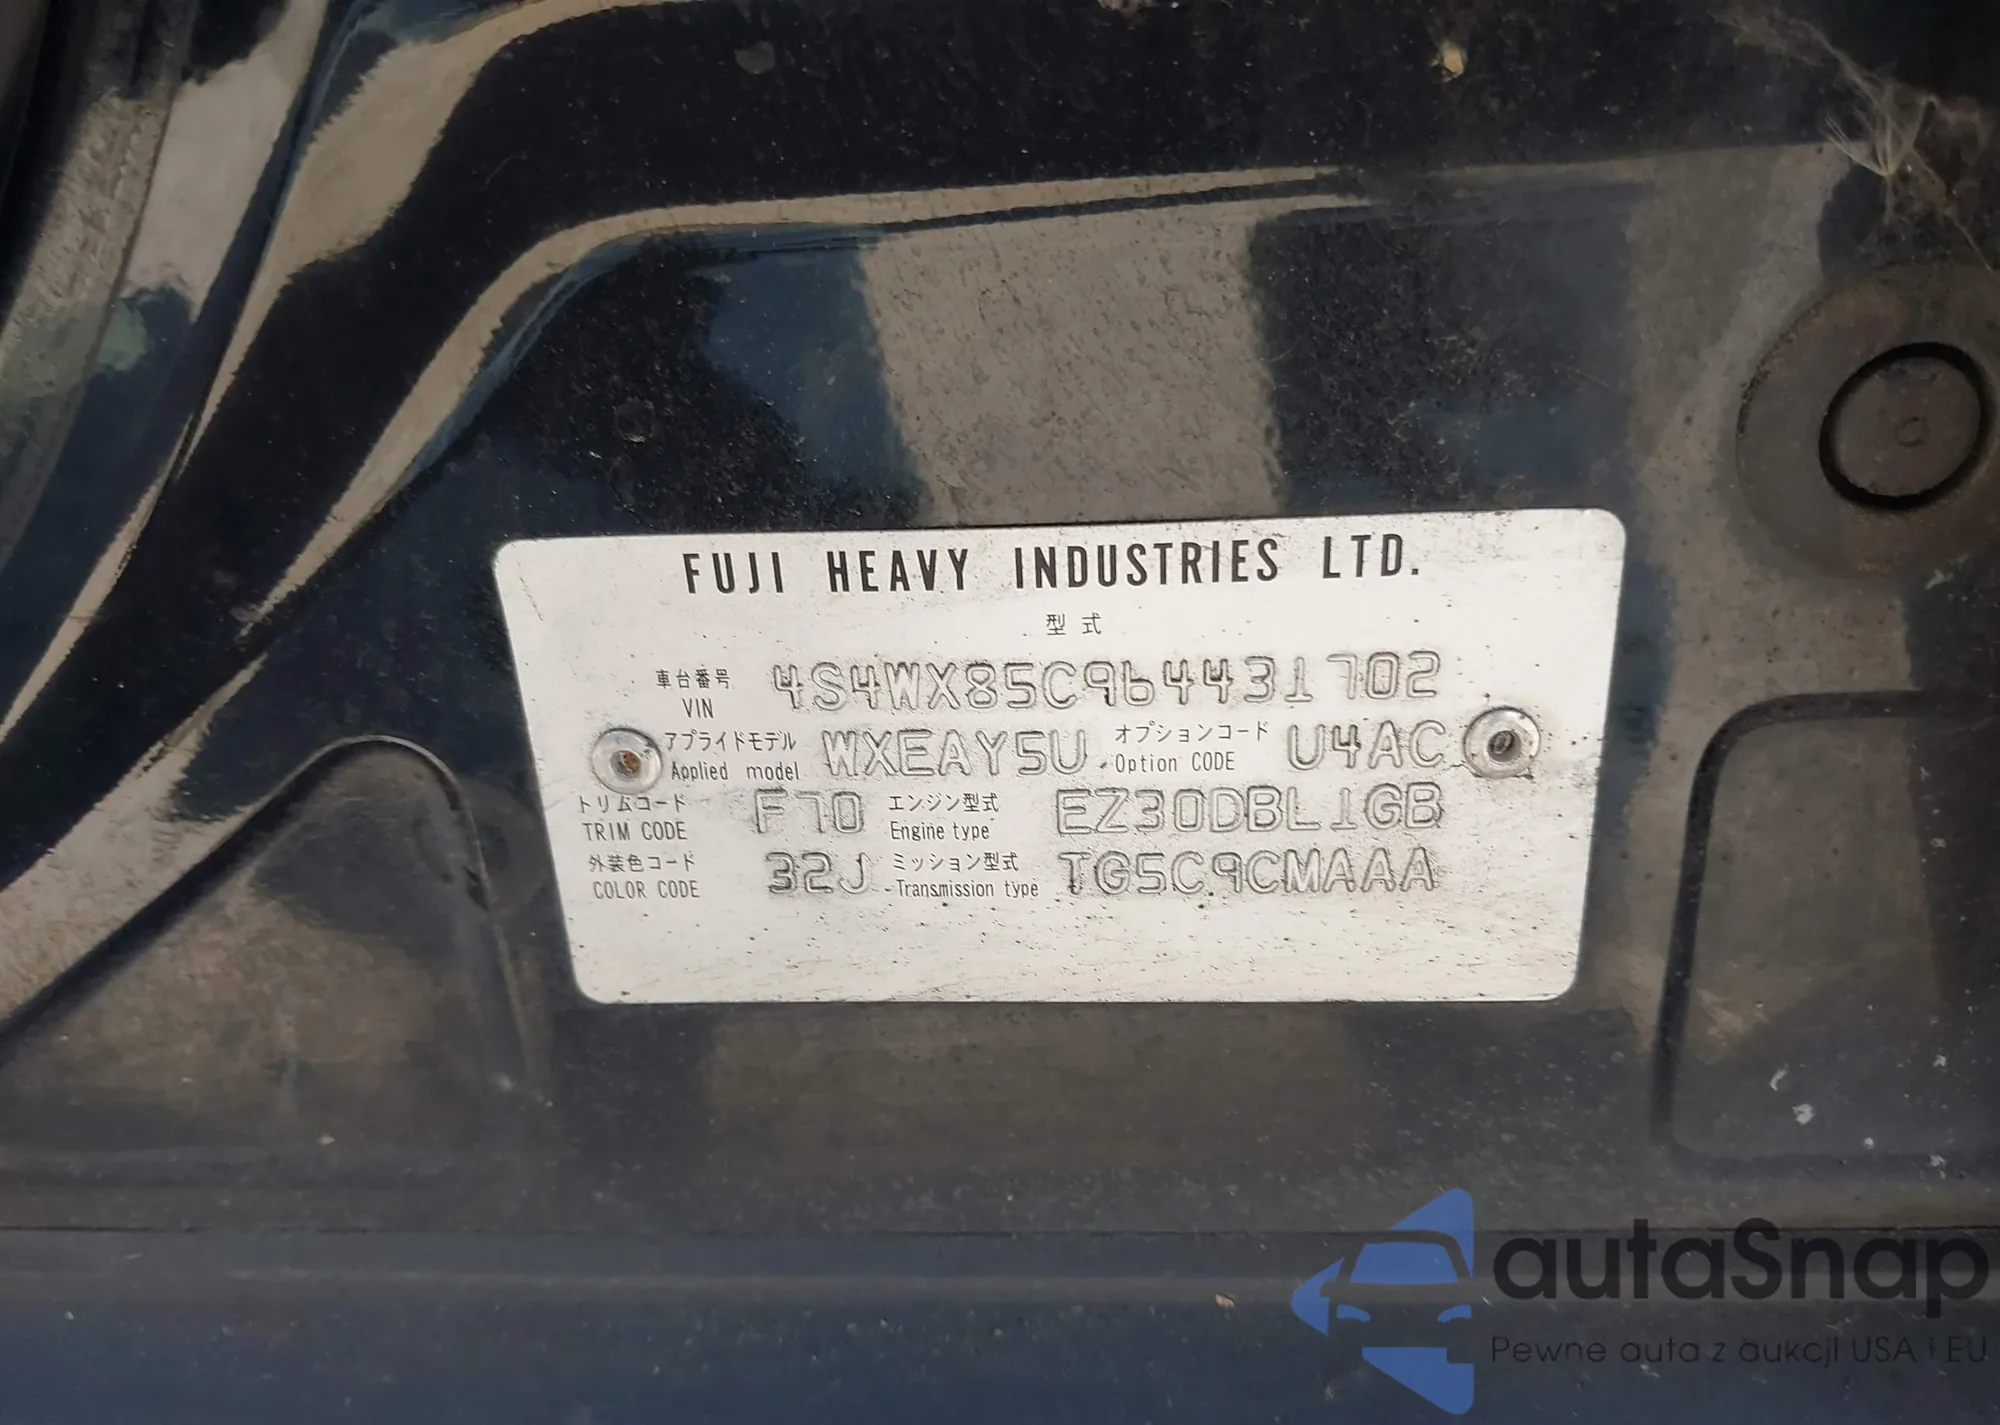 FUJI HEAVY INDUSTRIES LTD.
型式
車台番号 VIN 4S4WX85C964431702
アプライドモデル Applied model WXEAY5U オプションコード Option CODE U4AC
トリムコード TRIM CODE F70 エンジン型式 Engine type EZ30DBL1GB
外装色コード COLOR CODE 32J ミッション型式 Transmission type TG5C9CMAAA
autaSnap
Pewne auta z aukcji USA i EU